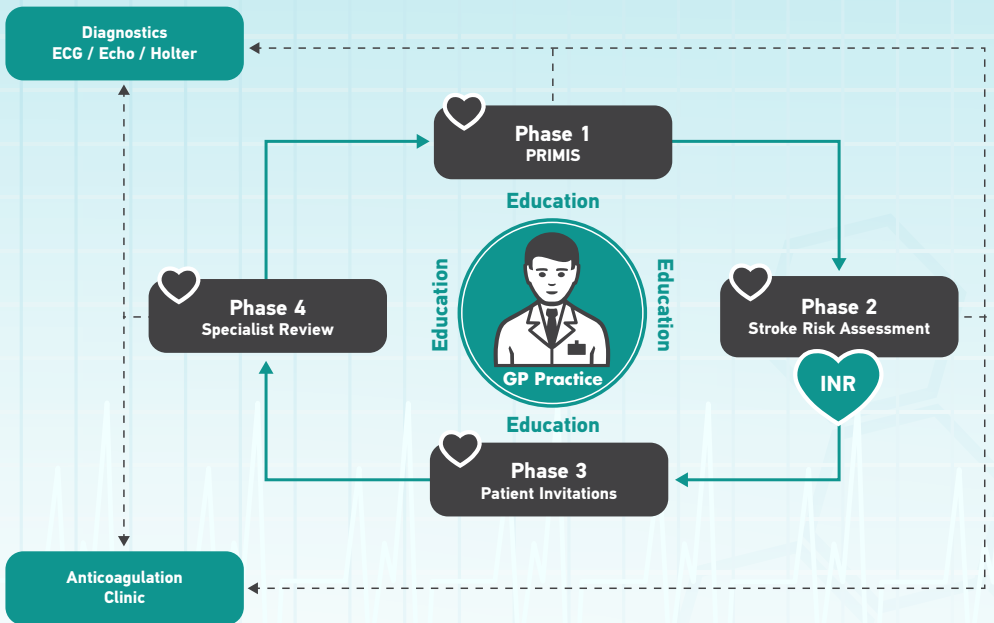 Diagnostics
ECG / Echo / Holter
Phase 1
PRIMIS
Education
Education
Education
Phase 4
Specialist Review
Phase 2
Stroke Risk Assessment
GP Practice
INR
Education
Phase 3
Patient Invitations
Anticoagulation
Clinic